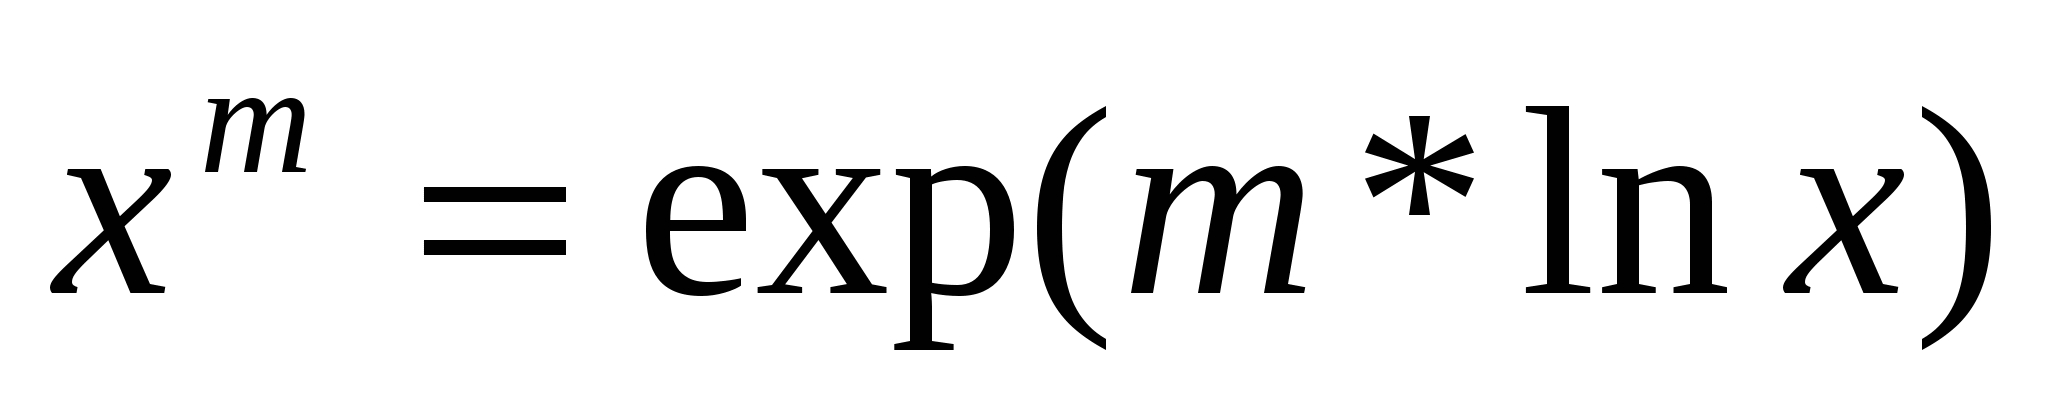 x^m = exp(m * ln x)